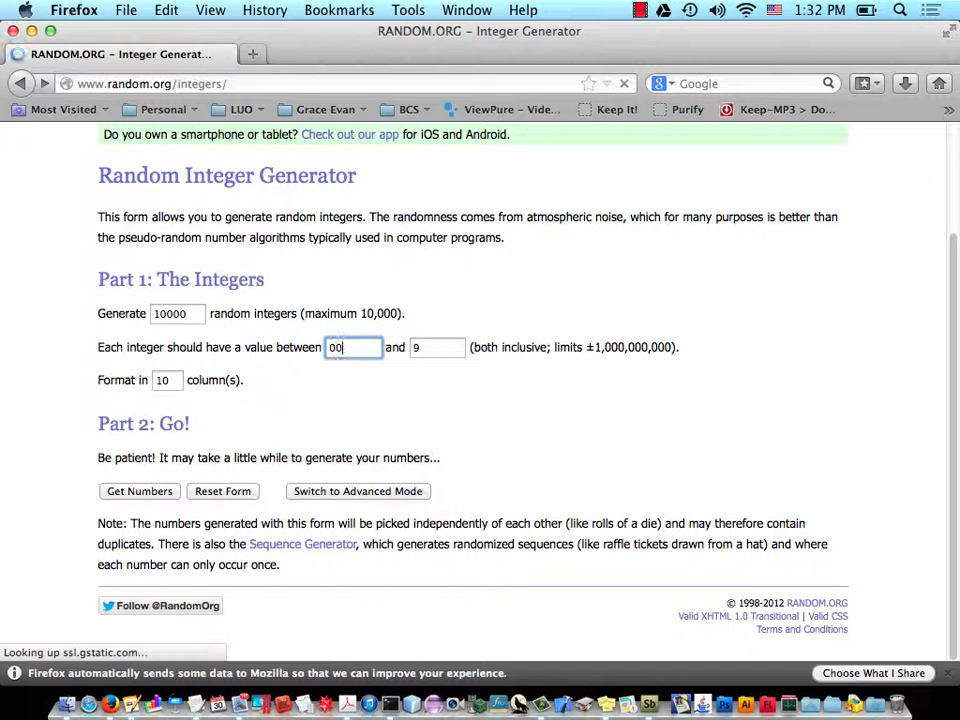 Firefox File Edit View History Bookmarks Tools Window Help 1:32 PM
RANDOM.ORG - Integer Generator
RANDOM.ORG - Integer Generat...
www.random.org/integers/ Google
Most Visited Personal LUO Grace Evan BCS ViewPure - Vide... Keep It! Purify Keep-MP3 > Do... »
Do you own a smartphone or tablet? Check out our app for iOS and Android.
Random Integer Generator
This form allows you to generate random integers. The randomness comes from atmospheric noise, which for many purposes is better than
the pseudo-random number algorithms typically used in computer programs.
Part 1: The Integers
Generate 10000 random integers (maximum 10,000).
Each integer should have a value between 00 and 9 (both inclusive; limits ±1,000,000,000).
Format in 10 column(s).
Part 2: Go!
Be patient! It may take a little while to generate your numbers...
Get Numbers Reset Form Switch to Advanced Mode
Note: The numbers generated with this form will be picked independently of each other (like rolls of a die) and may therefore contain
duplicates. There is also the Sequence Generator, which generates randomized sequences (like raffle tickets drawn from a hat) and where
each number can only occur once.
Follow @RandomOrg
© 1998-2012 RANDOM.ORG
Valid XHTML 1.0 Transitional | Valid CSS
Terms and Conditions
Looking up ssl.gstatic.com...
Firefox automatically sends some data to Mozilla so that we can improve your experience. Choose What I Share
30 Sb Ps Ai Fl